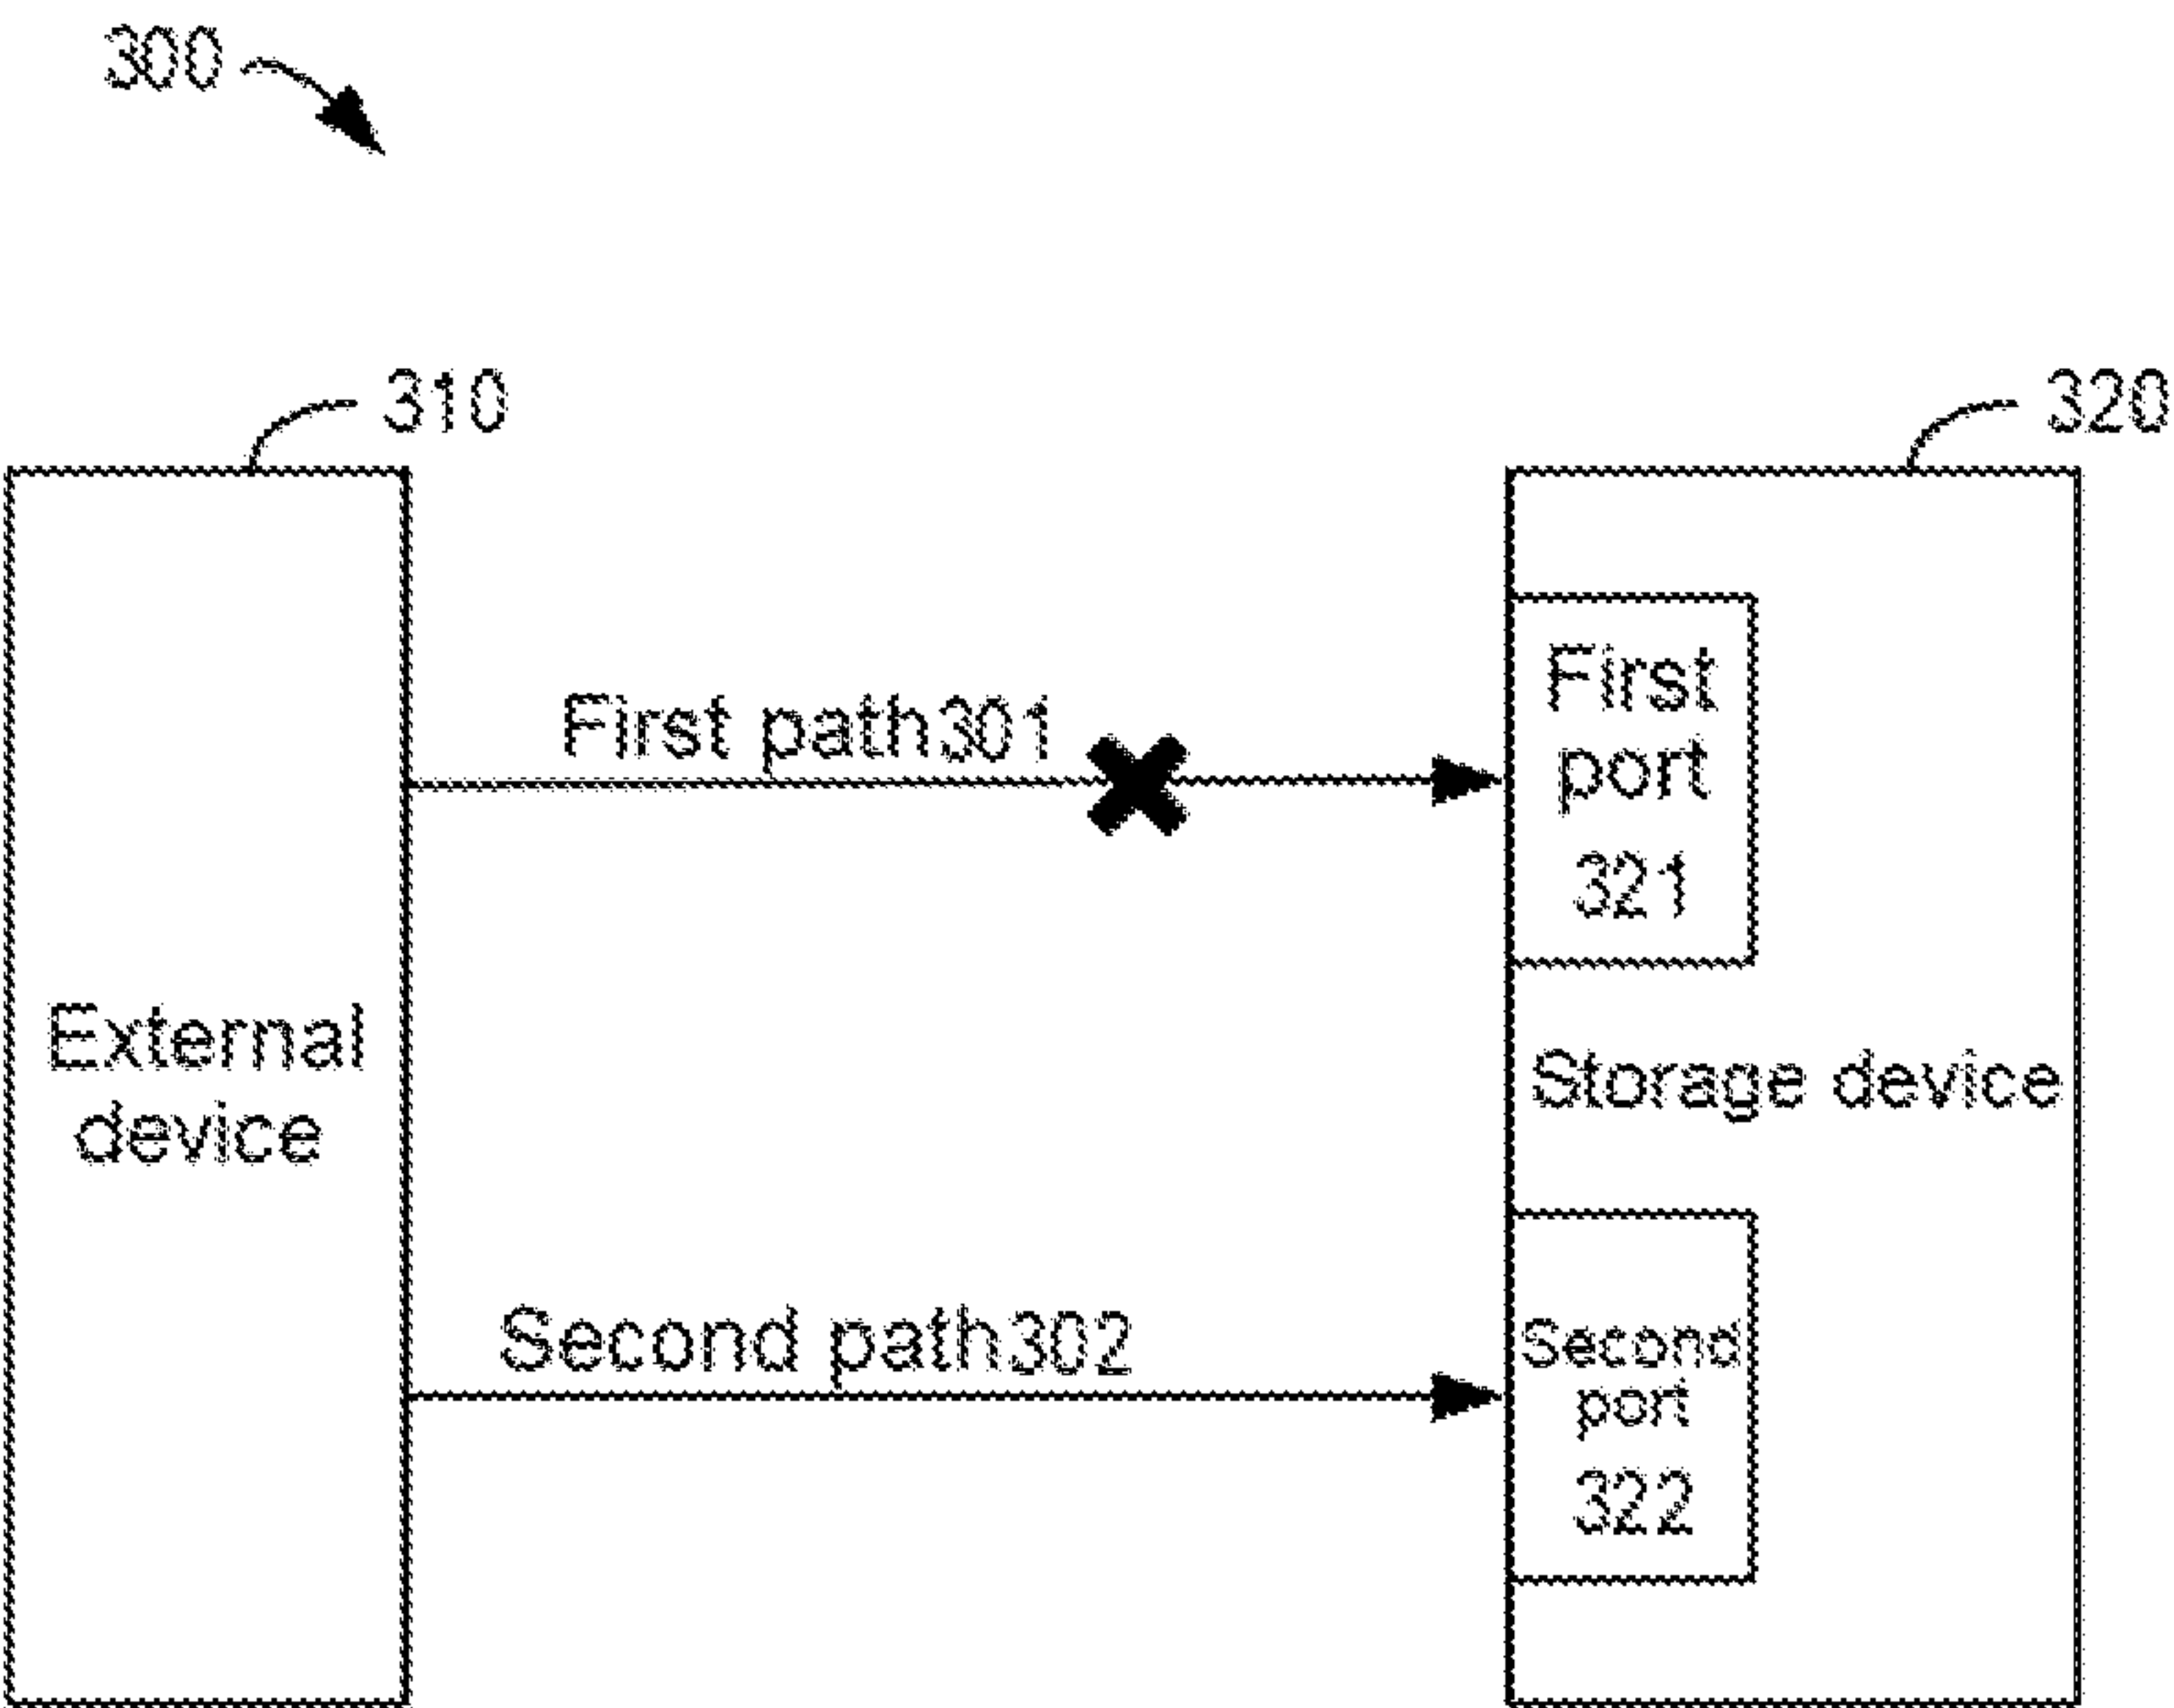 300
310
320
First path301
First
port
321
External
device
Storage device
Second path302
Second
port
322